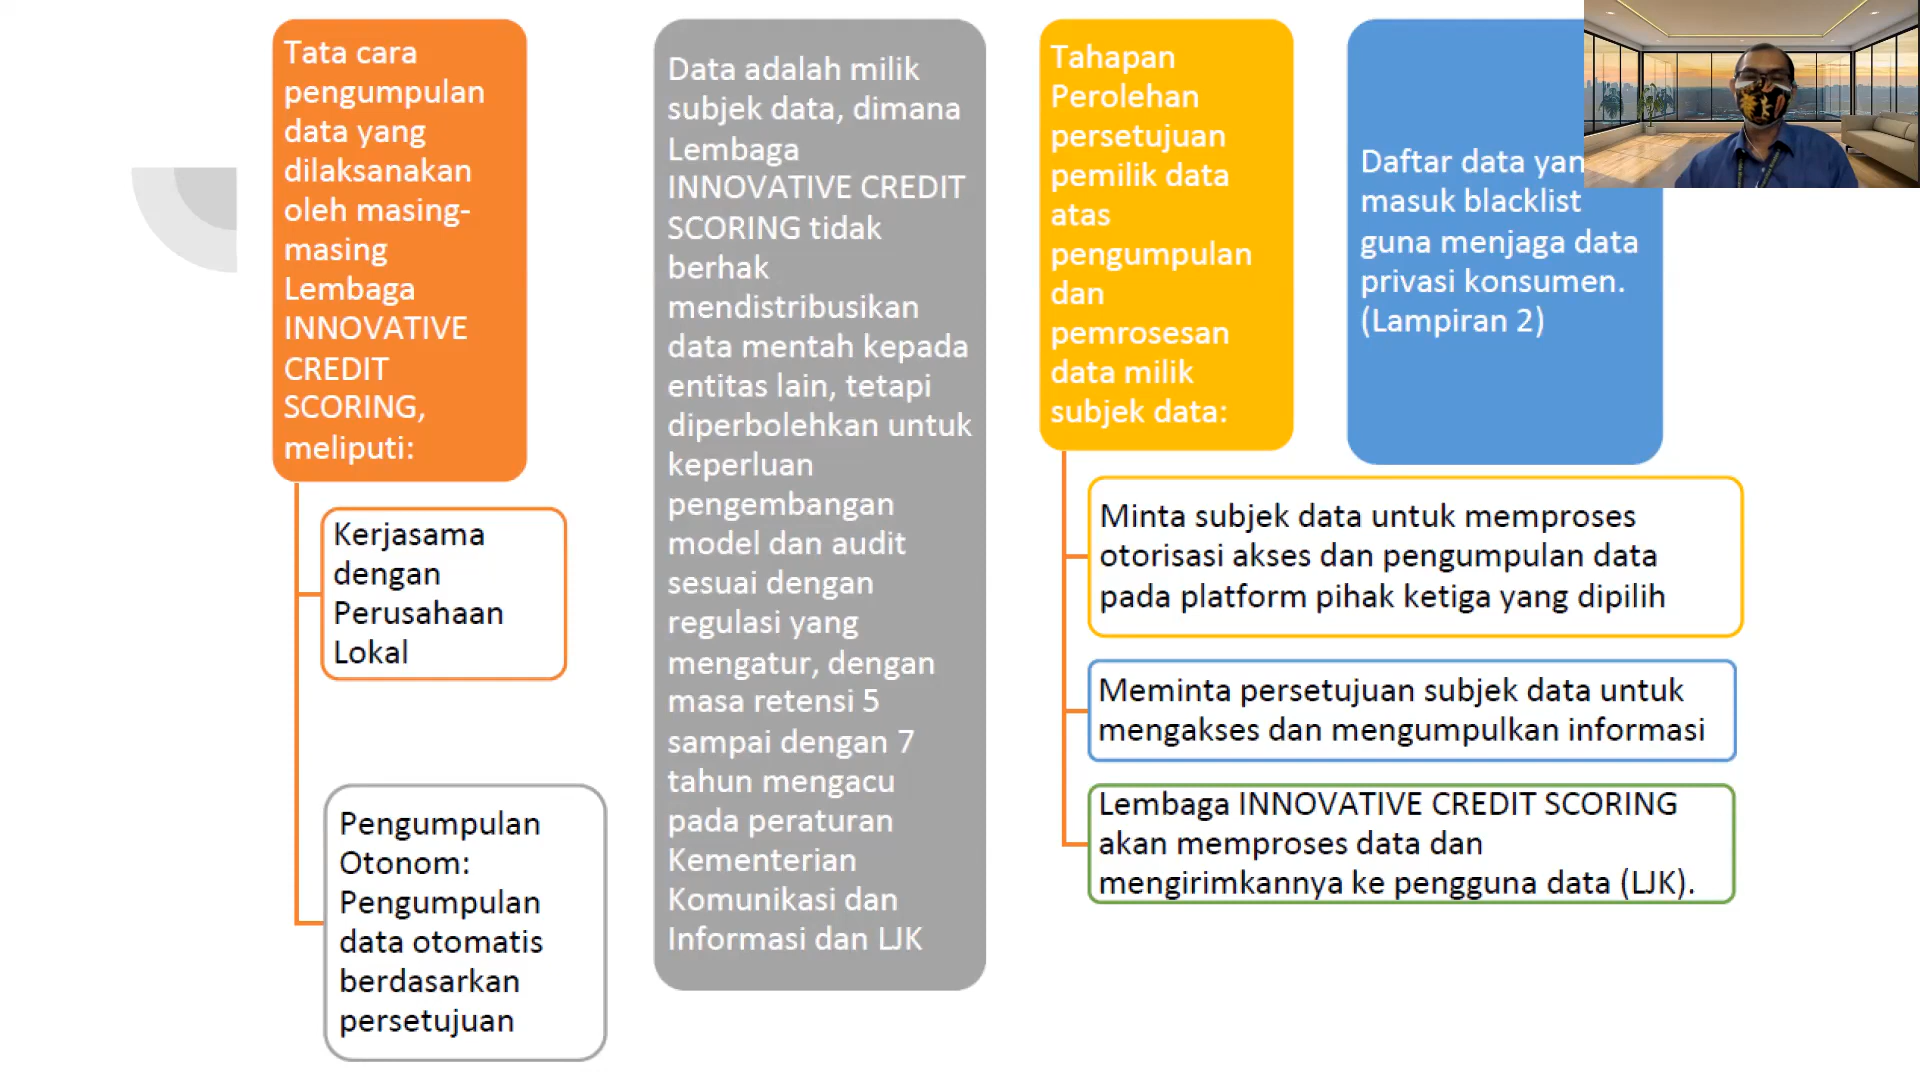 Tata cara
pengumpulan
data yang
dilaksanakan
oleh masing-
masing
Lembaga
INNOVATIVE
CREDIT
SCORING,
meliputi:
Kerjasama
dengan
Perusahaan
Lokal
Pengumpulan
Otonom:
Pengumpulan
data otomatis
berdasarkan
persetujuan
Data adalah milik
subjek data, dimana
Lembaga
INNOVATIVE CREDIT
SCORING tidak
berhak
mendistribusikan
data mentah kepada
entitas lain, tetapi
diperbolehkan untuk
keperluan
pengembangan
model dan audit
sesuai dengan
regulasi yang
mengatur, dengan
masa retensi 5
sampai dengan 7
tahun mengacu
pada peraturan
Kementerian
Komunikasi dan
Informasi dan LJK
Tahapan
Perolehan
persetujuan
pemilik data
atas
pengumpulan
dan
pemrosesan
data milik
subjek data:
Minta subjek data untuk memproses
otorisasi akses dan pengumpulan data
pada platform pihak ketiga yang dipilih
Meminta persetujuan subjek data untuk
mengakses dan mengumpulkan informasi
Lembaga INNOVATIVE CREDIT SCORING
akan memproses data dan
mengirimkannya ke pengguna data (LJK).
Daftar data yan
masuk blacklist
guna menjaga data
privasi konsumen.
(Lampiran 2)